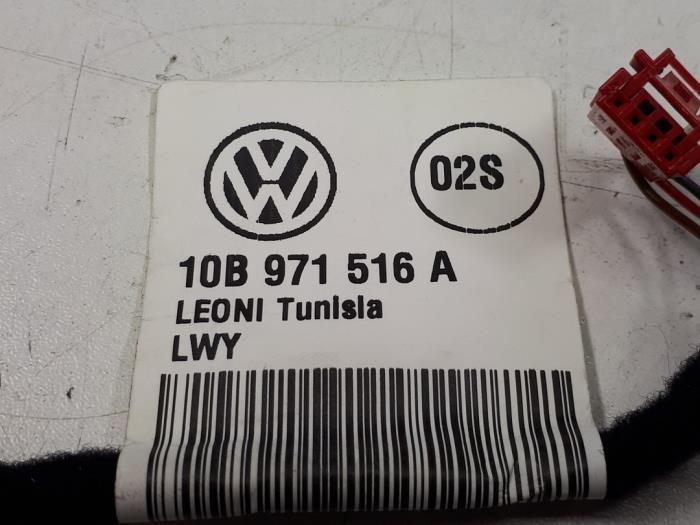 02S
10B 971 516 A
LEONI Tunisia
LWY